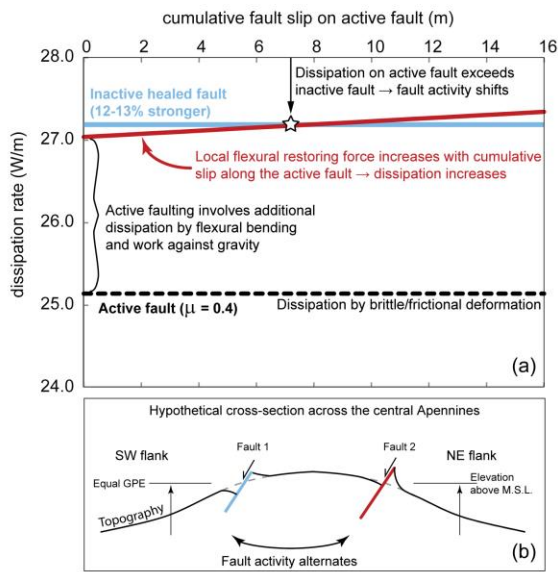 cumulative fault slip on active fault (m)
0 2 4 6 8 10 12 14 16
28.0
27.0
26.0
25.0
24.0
dissipation rate (W/m)
Dissipation on active fault exceeds
inactive fault → fault activity shifts
Inactive healed fault
(12-13% stronger)
Local flexural restoring force increases with cumulative
slip along the active fault → dissipation increases
Active faulting involves additional
dissipation by flexural bending
and work against gravity
Active fault (μ = 0.4)
Dissipation by brittle/frictional deformation
(a)
Hypothetical cross-section across the central Apennines
SW flank
Fault 1
Fault 2
NE flank
Equal GPE
Elevation
above M.S.L.
Topography
Fault activity alternates
(b)